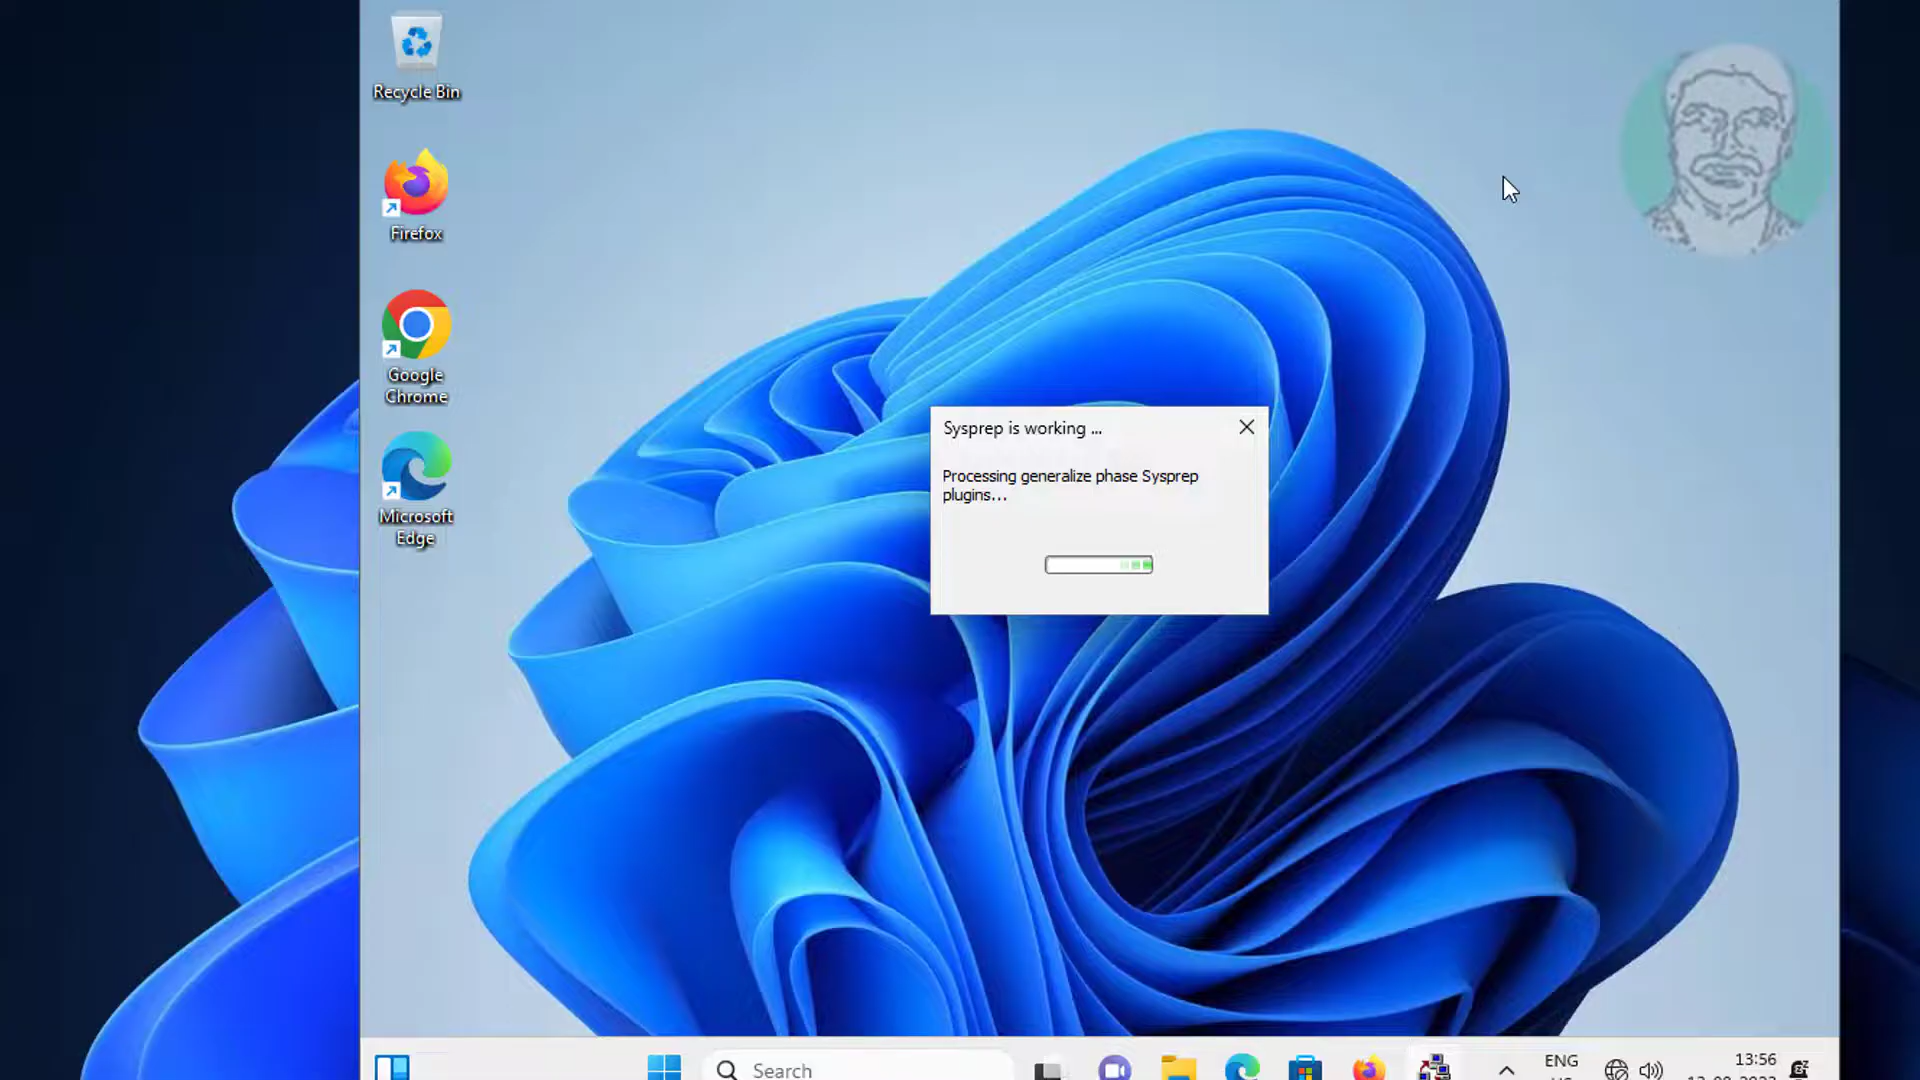 Recycle Bin
Firefox
Google
Chrome
Microsoft
Edge
Sysprep is working ...
Processing generalize phase Sysprep
plugins...
Search
ENG
13:56